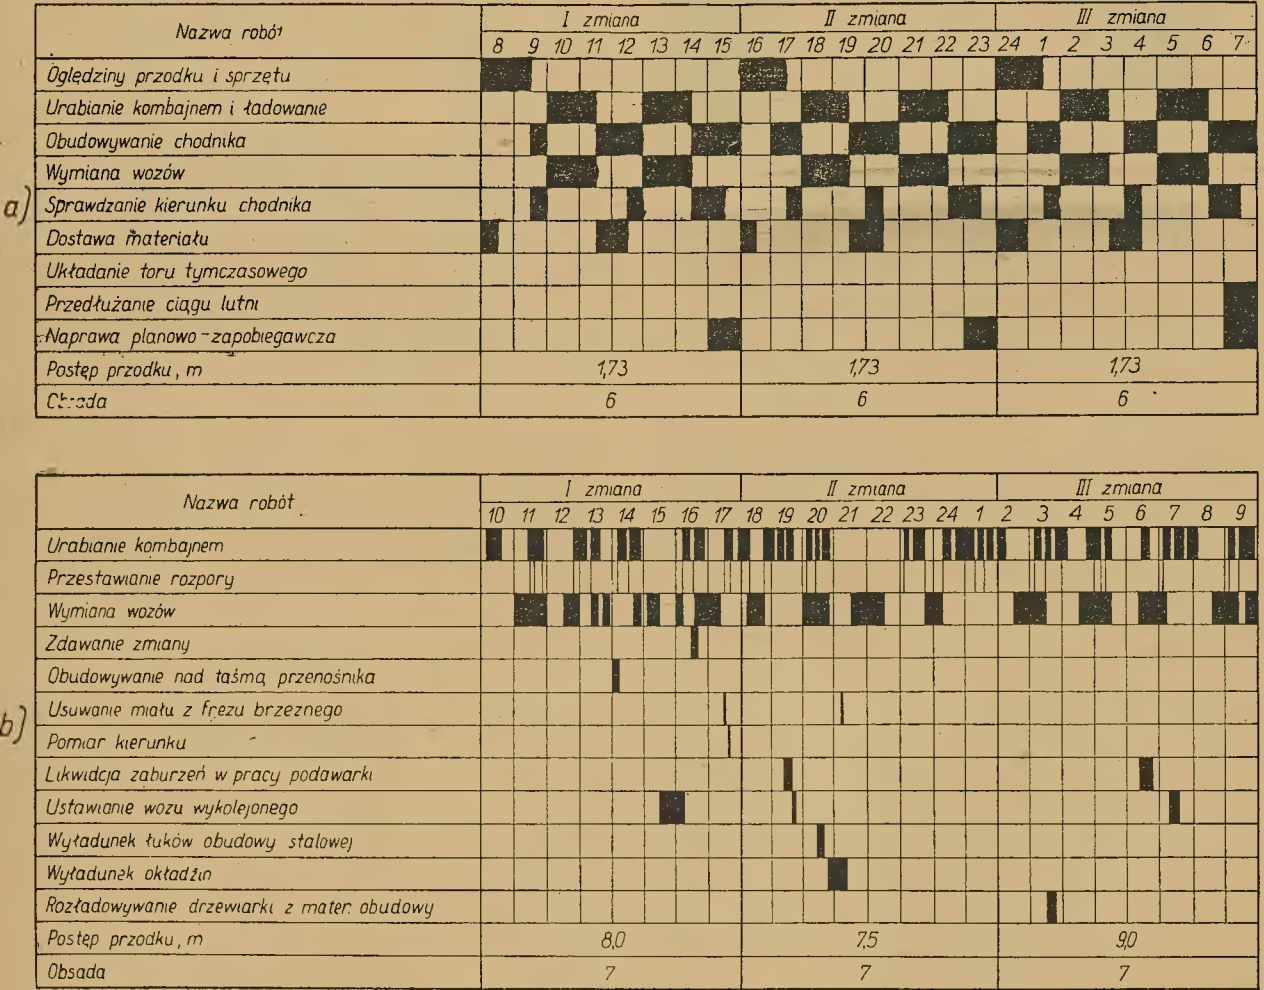 a)
Nazwa robót
I zmiana II zmiana III zmiana
8 9 10 11 12 13 14 15 16 17 18 19 20 21 22 23 24 1 2 3 4 5 6 7
Oględziny przodku i sprzętu
Urabianie kombajnem i ładowanie
Obudowywanie chodnika
Wymiana wozów
Sprawdzanie kierunku chodnika
Dostawa materiału
Układanie toru tymczasowego
Przedłużanie ciągu lutni
Naprawa planowo-zapobiegawcza
Postęp przodku, m 1,73 1,73 1,73
6 6 6
b)
Nazwa robót
I zmiana II zmiana III zmiana
10 11 12 13 14 15 16 17 18 19 20 21 22 23 24 1 2 3 4 5 6 7 8 9
Urabianie kombajnem
Przestawianie rozpory
Wymiana wozów
Zdawanie zmiany
Obudowywanie nad taśmą przenośnika
Usuwanie miału z frezu brzeznego
Pomiar kierunku
Likwidcja zaburzeń w pracy podawarki
Ustawianie wozu wykolejonego
Wyładunek łuków obudowy stalowej
Wyładunek okładzin
Rozładowywanie drzewiarki z mater. obudowy
Postęp przodku, m 8,0 7,5 9,0
Obsada 7 7 7